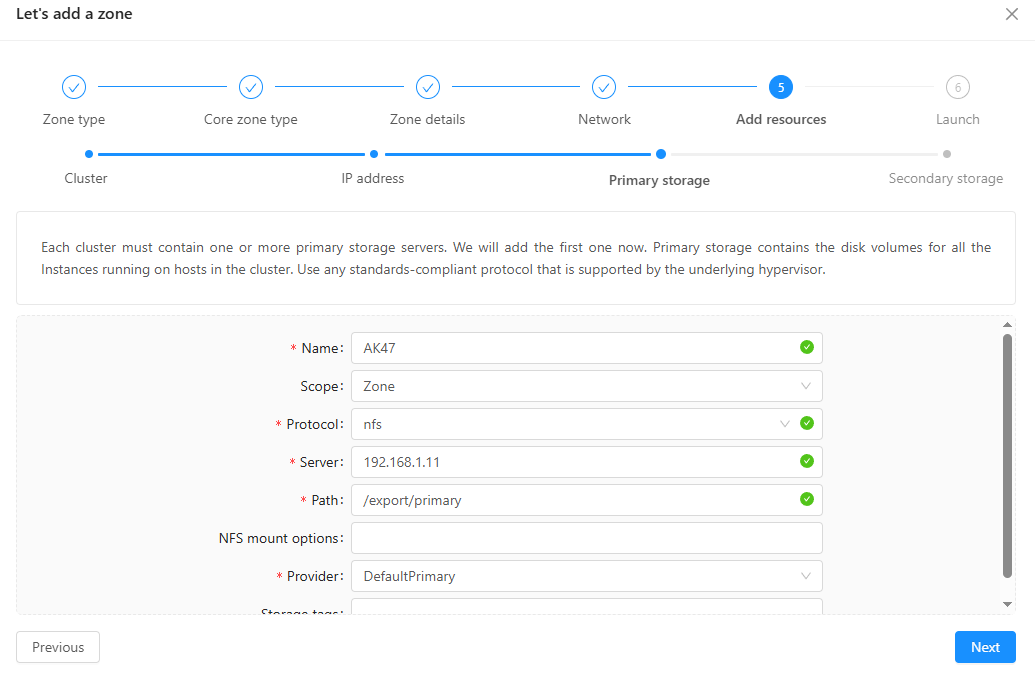 Let's add a zone
5
6
Zone type
Core zone type
Zone details
Network
Add resources
Launch
Cluster
IP address
Primary storage
Secondary storage
Each cluster must contain one or more primary storage servers. We will add the first one now. Primary storage contains the disk volumes for all the
Instances running on hosts in the cluster. Use any standards-compliant protocol that is supported by the underlying hypervisor.
* Name: AK47
Scope: Zone
* Protocol: nfs
* Server: 192.168.1.11
* Path: /export/primary
NFS mount options:
* Provider: DefaultPrimary
Storage tags:
Previous
Next